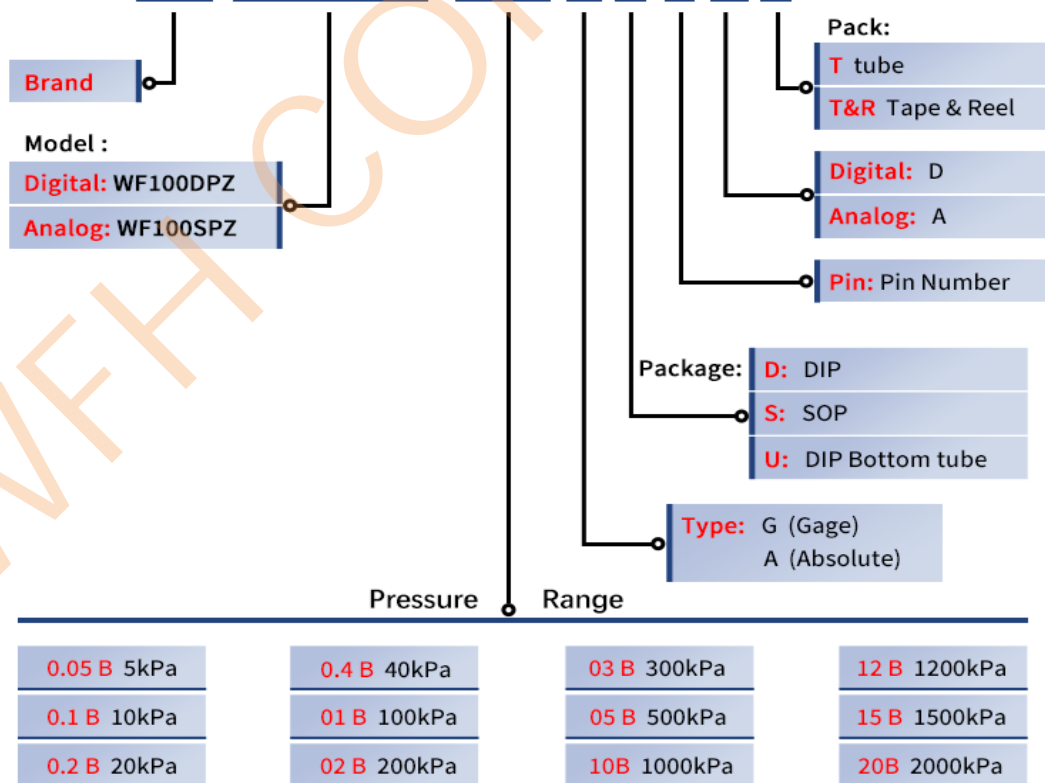 Pack:
T tube
T&R Tape & Reel
Brand
Model :
Digital: WF100DPZ
Analog: WF100SPZ
Digital: D
Analog: A
Pin: Pin Number
Package:
D: DIP
S: SOP
U: DIP Bottom tube
Type: G (Gage)
A (Absolute)
Pressure Range
0.05 B 5kPa
0.4 B 40kPa
03 B 300kPa
12 B 1200kPa
0.1 B 10kPa
01 B 100kPa
05 B 500kPa
15 B 1500kPa
0.2 B 20kPa
02 B 200kPa
10B 1000kPa
20B 2000kPa